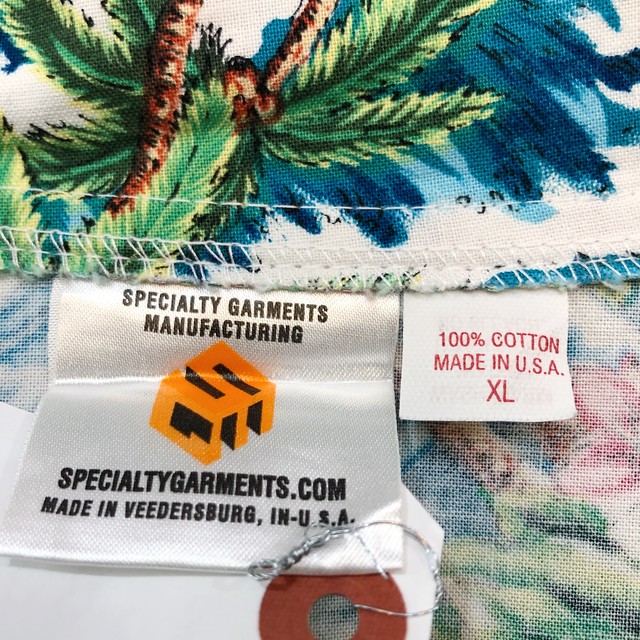 SPECIALTY GARMENTS
MANUFACTURING
SPECIALTYGARMENTS.COM
MADE IN VEEDERSBURG, IN-U.S.A.
100% COTTON
MADE IN U.S.A.
XL